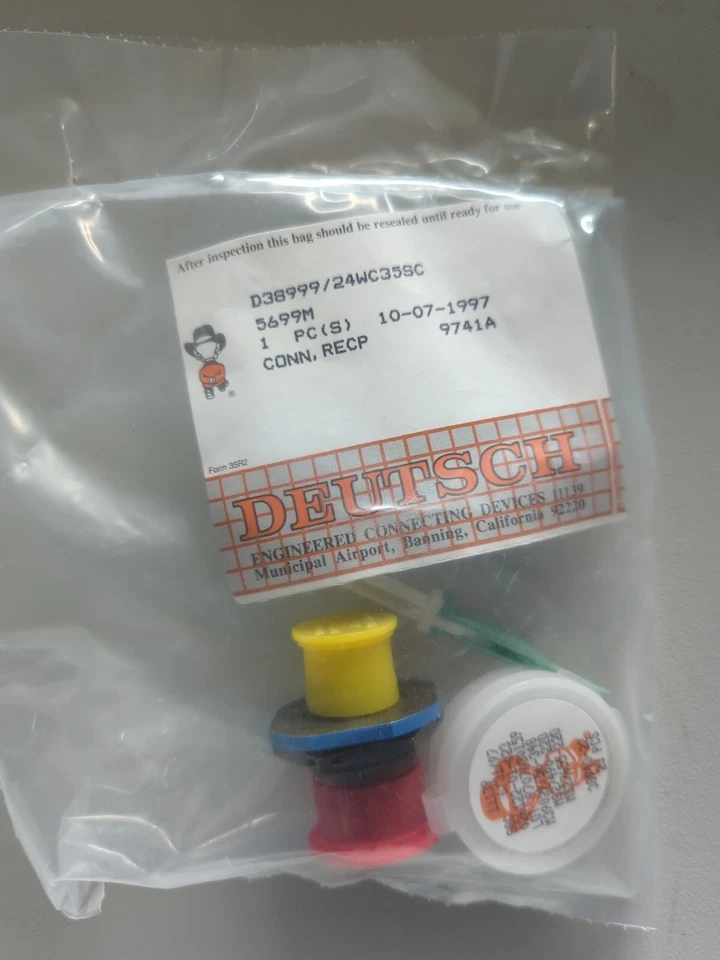 After inspection this bag should be resealed until ready for use
D38999/24WC35SC
5699M
1 PC(S) 10-07-1997
CONN,RECP 9741A
®
Form 35R2
DEUTSCH
ENGINEERED CONNECTING DEVICES 11139
Municipal Airport, Banning, California 92220